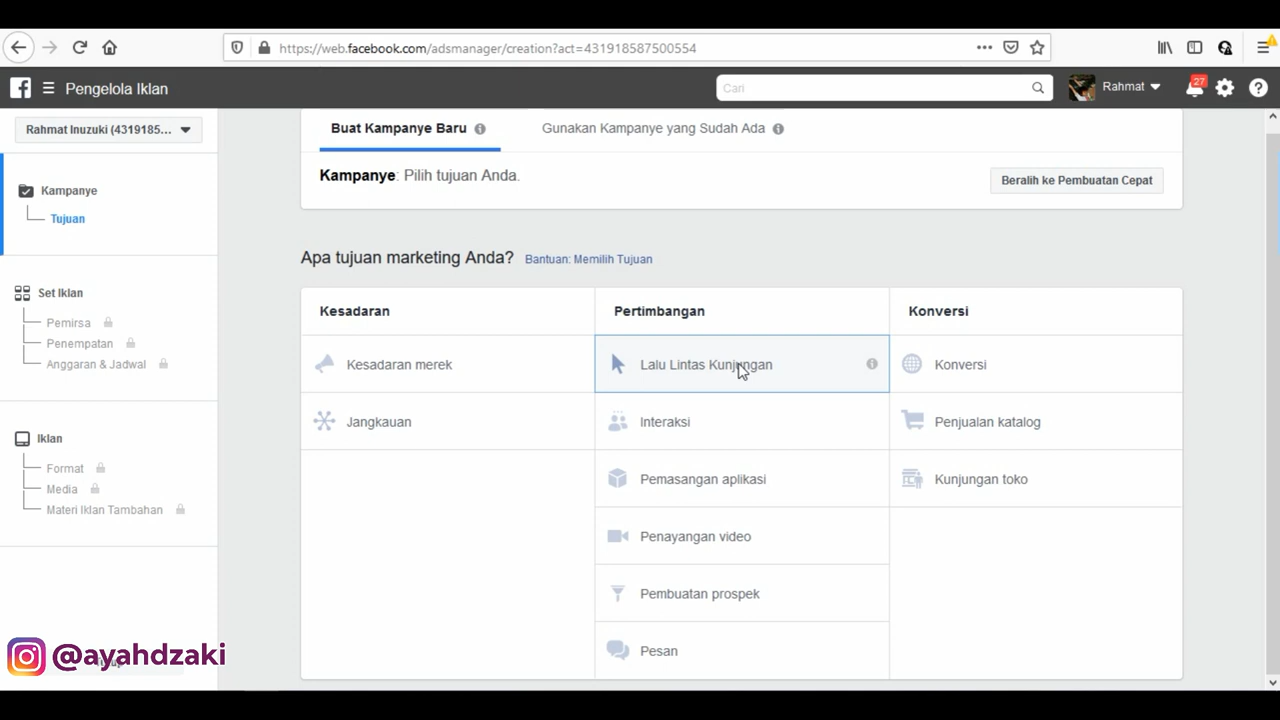 https://web.facebook.com/adsmanager/creation?act=431918587500554
Pengelola Iklan
Cari
Rahmat
27
Rahmat Inuzuki (4319185...
Buat Kampanye Baru
Gunakan Kampanye yang Sudah Ada
Kampanye: Pilih tujuan Anda.
Beralih ke Pembuatan Cepat
Kampanye
Tujuan
Set Iklan
Pemirsa
Penempatan
Anggaran & Jadwal
Iklan
Format
Media
Materi Iklan Tambahan
Apa tujuan marketing Anda? Bantuan: Memilih Tujuan
Kesadaran
Pertimbangan
Konversi
Kesadaran merek
Lalu Lintas Kunjungan
Konversi
Jangkauan
Interaksi
Penjualan katalog
Pemasangan aplikasi
Kunjungan toko
Penayangan video
Pembuatan prospek
Pesan
@ayahdzaki